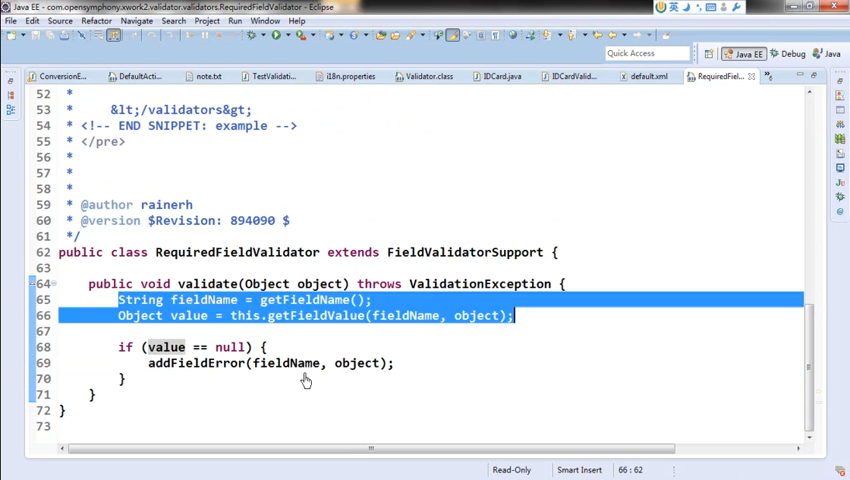 Java EE - com.opensymphony.xwork2.validator.validators.RequiredFieldValidator - Eclipse
英
File Edit Source Refactor Navigate Search Project Run Window Help
Quick Access
Java EE Debug Java
ConversionE... DefaultActi... note.txt TestValidati... i18n.properties Validator.class IDCard.java IDCardValid... default.xml RequiredFiel...
52 *
53 * &lt;/validators&gt;
54 * <!-- END SNIPPET: example -->
55 * </pre>
56 *
57 *
58 *
59 * @author rainerh
60 * @version $Revision: 894090 $
61 */
62 public class RequiredFieldValidator extends FieldValidatorSupport {
63
64 public void validate(Object object) throws ValidationException {
65 String fieldName = getFieldName();
66 Object value = this.getFieldValue(fieldName, object);
67
68 if (value == null) {
69 addFieldError(fieldName, object);
70 }
71 }
72 }
73
Read-Only Smart Insert 66 : 62